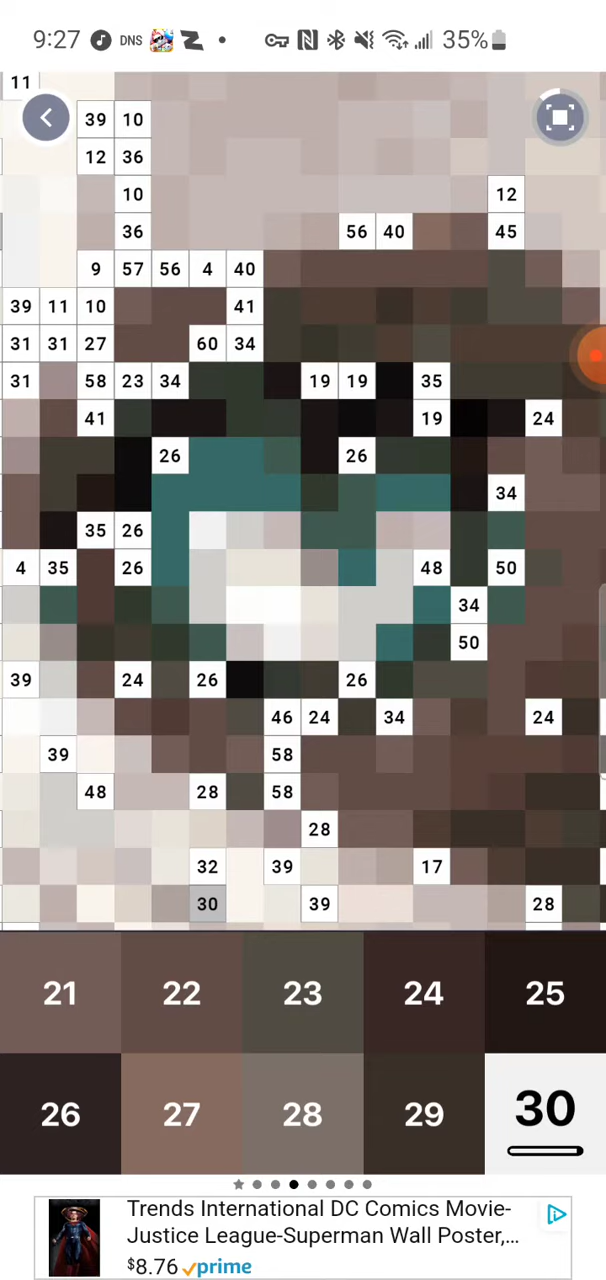 9:27 DNS 35%
11
39 10
12 36
10 12
36 56 40 45
9 57 56 4 40
39 11 10 41
31 31 27 60 34
31 58 23 34 19 19 35
41 19 24
26 26
34
35 26
4 35 26 48 50
34
50
39 24 26 26
46 24 34 24
39 58
48 28 58
28
32 39 17
30 39 28
21 22 23 24 25
26 27 28 29 30
Trends International DC Comics Movie-
Justice League-Superman Wall Poster,...
$8.76 prime